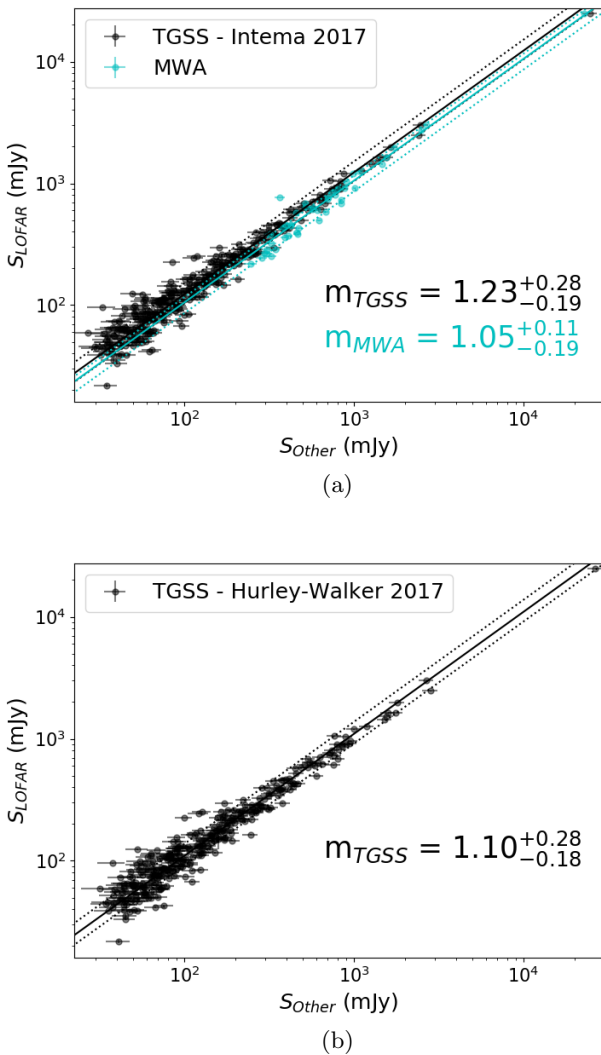 TGSS - Intema 2017
MWA
10⁴
10³
10²
S_LOFAR (mJy)
m_TGSS = 1.23^{+0.28}_{-0.19}
m_MWA = 1.05^{+0.11}_{-0.19}
10² 10³ 10⁴
S_Other (mJy)
(a)
TGSS - Hurley-Walker 2017
10⁴
10³
10²
S_LOFAR (mJy)
m_TGSS = 1.10^{+0.28}_{-0.18}
10² 10³ 10⁴
S_Other (mJy)
(b)